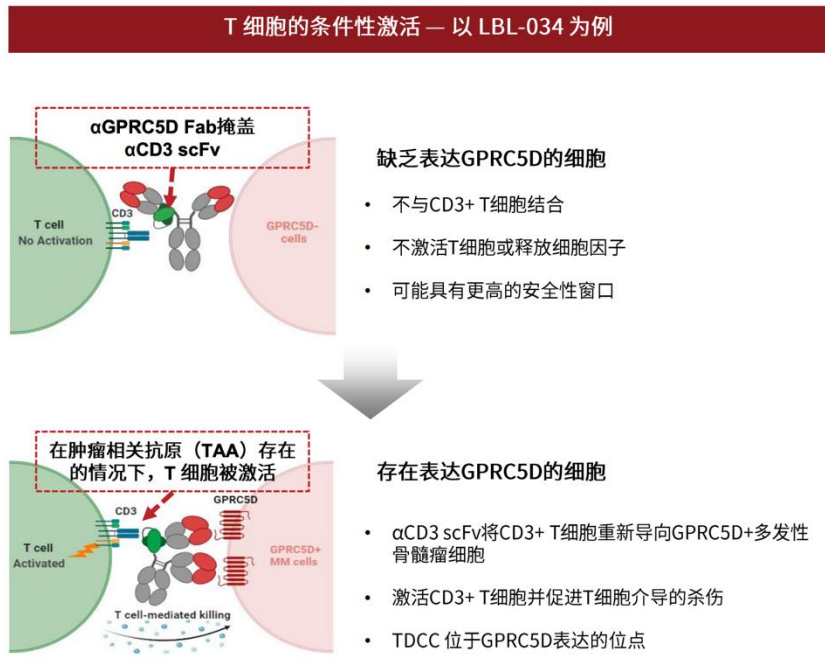 T 细胞的条件性激活 — 以 LBL-034 为例
αGPRC5D Fab掩盖
αCD3 scFv
T cell
No Activation
CD3
GPRC5D-
cells
缺乏表达GPRC5D的细胞
• 不与CD3+ T细胞结合
• 不激活T细胞或释放细胞因子
• 可能具有更高的安全性窗口
在肿瘤相关抗原（TAA）存在
的情况下，T 细胞被激活
T cell
Activated
CD3
GPRC5D
GPRC5D+
MM cells
T cell-mediated killing
存在表达GPRC5D的细胞
• αCD3 scFv将CD3+ T细胞重新导向GPRC5D+多发性
骨髓瘤细胞
• 激活CD3+ T细胞并促进T细胞介导的杀伤
• TDCC 位于GPRC5D表达的位点